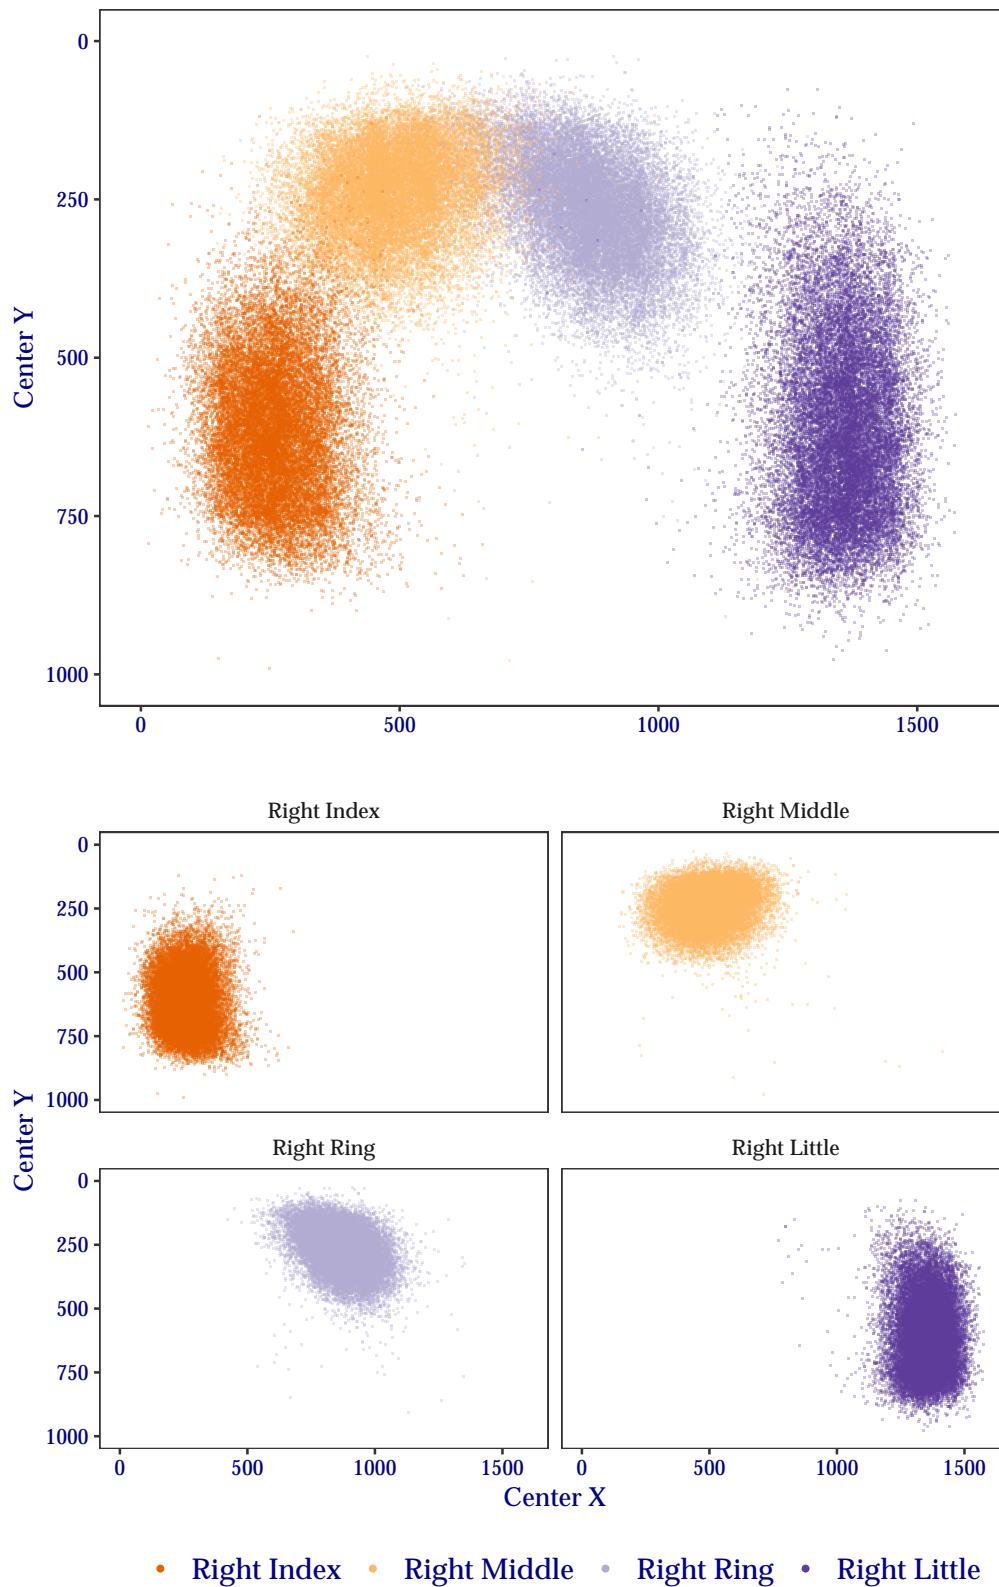 0
250
500
750
1000
Center Y
0 500 1000 1500
Right Index Right Middle
0
250
500
750
1000
Center Y
Right Ring Right Little
0
250
500
750
1000
0 500 1000 1500 0 500 1000 1500
Center X
Right Index Right Middle Right Ring Right Little